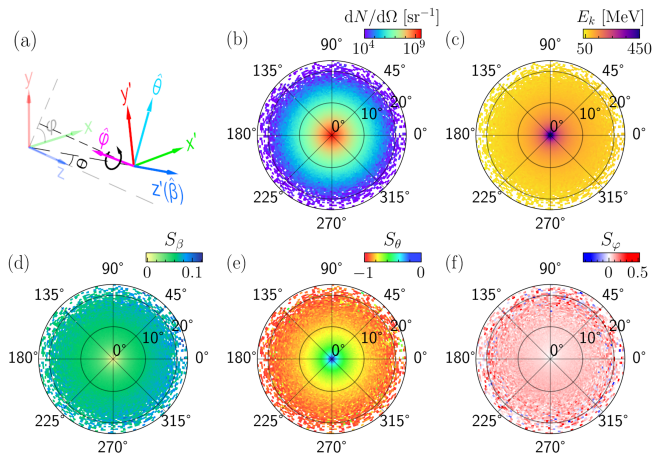 (a)
y
φ
x
z
θ
y'
θ̂
φ̂
x'
z'(β̂)
(b)
dN/dΩ [sr⁻¹]
10⁴ 10⁹
90°
135° 45°
20°
10°
180° 0° 0°
225° 315°
270°
(c)
E_k [MeV]
50 450
90°
135° 45°
20°
10°
180° 0° 0°
225° 315°
270°
(d)
S_β
0 0.1
90°
135° 45°
20°
10°
180° 0° 0°
225° 315°
270°
(e)
S_θ
−1 0
90°
135° 45°
20°
10°
180° 0° 0°
225° 315°
270°
(f)
S_φ
0 0.5
90°
135° 45°
20°
10°
180° 0° 0°
225° 315°
270°